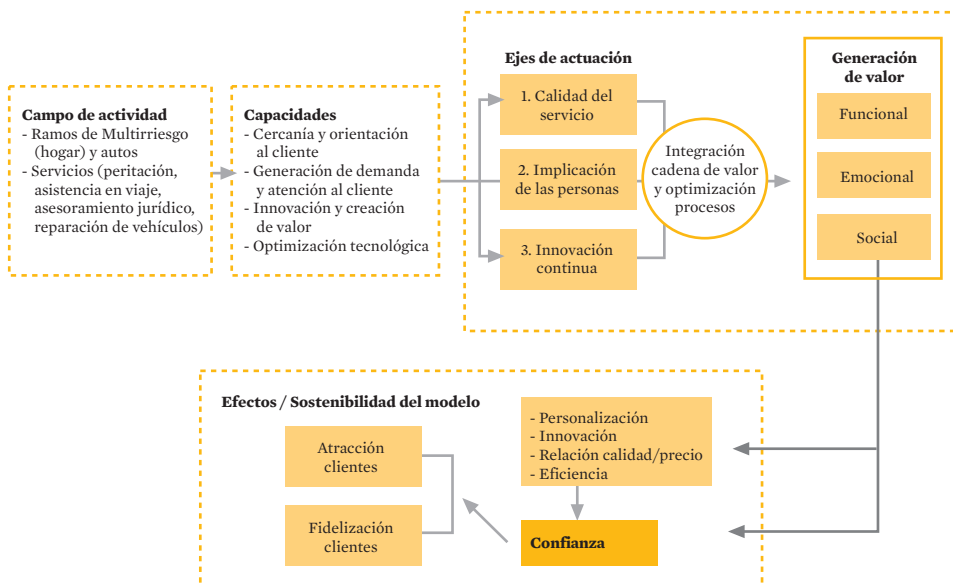 Campo de actividad
- Ramos de Multirriesgo
(hogar) y autos
- Servicios (peritación,
asistencia en viaje,
asesoramiento jurídico,
reparación de vehículos)
Capacidades
- Cercanía y orientación
al cliente
- Generación de demanda
y atención al cliente
- Innovación y creación
de valor
- Optimización tecnológica
Ejes de actuación
1. Calidad del
servicio
2. Implicación
de las personas
3. Innovación
continua
Integración
cadena de valor
y optimización
procesos
Generación
de valor
Funcional
Emocional
Social
Efectos / Sostenibilidad del modelo
Atracción
clientes
Fidelización
clientes
- Personalización
- Innovación
- Relación calidad/precio
- Eficiencia
Confianza